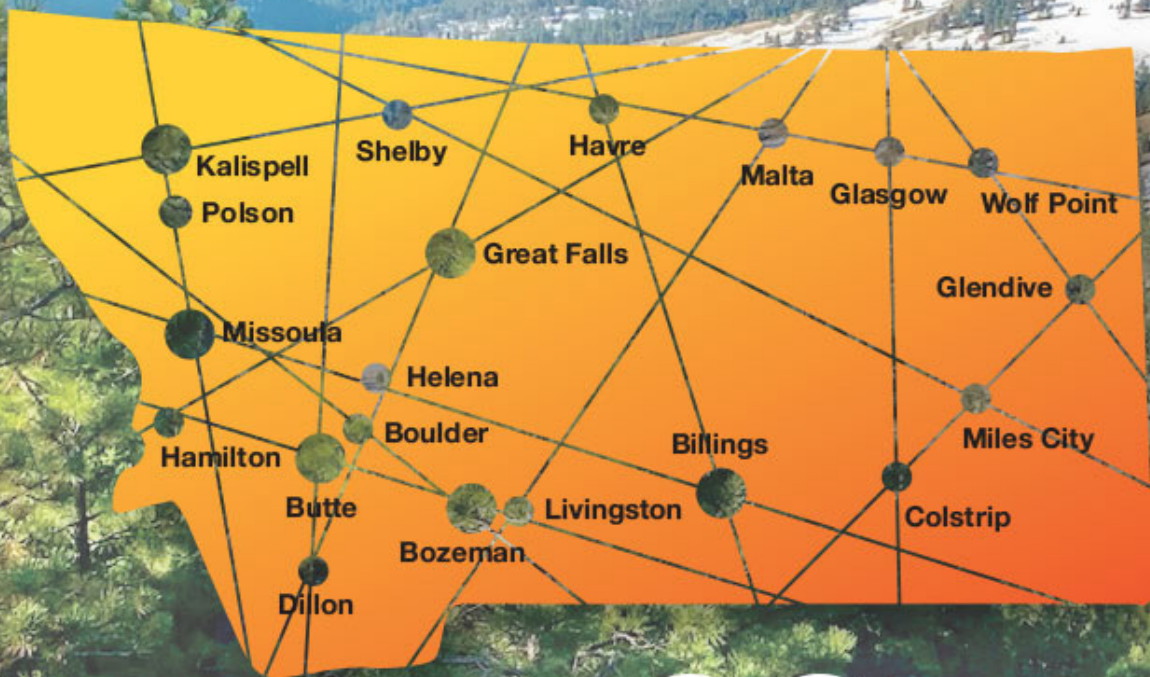 Kalispell
Shelby
Havre
Malta
Glasgow
Wolf Point
Polson
Great Falls
Glendive
Missoula
Helena
Boulder
Billings
Miles City
Hamilton
Butte
Livingston
Colstrip
Bozeman
Dillon